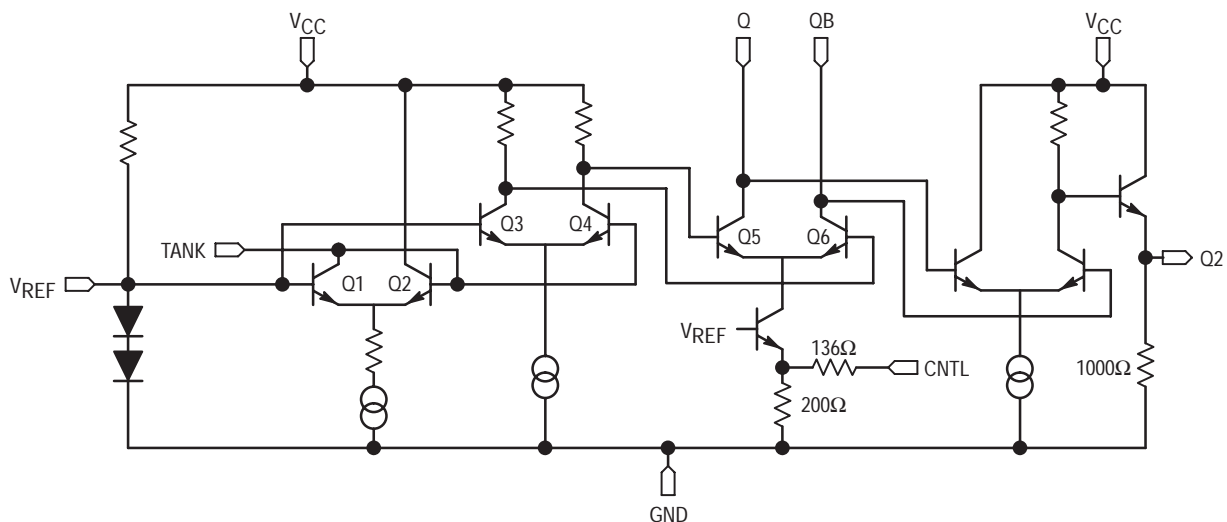 VCC
Q
QB
VCC
Q3
Q4
Q5
Q6
TANK
VREF
Q1
Q2
Q2
VREF
136Ω
CNTL
200Ω
1000Ω
GND